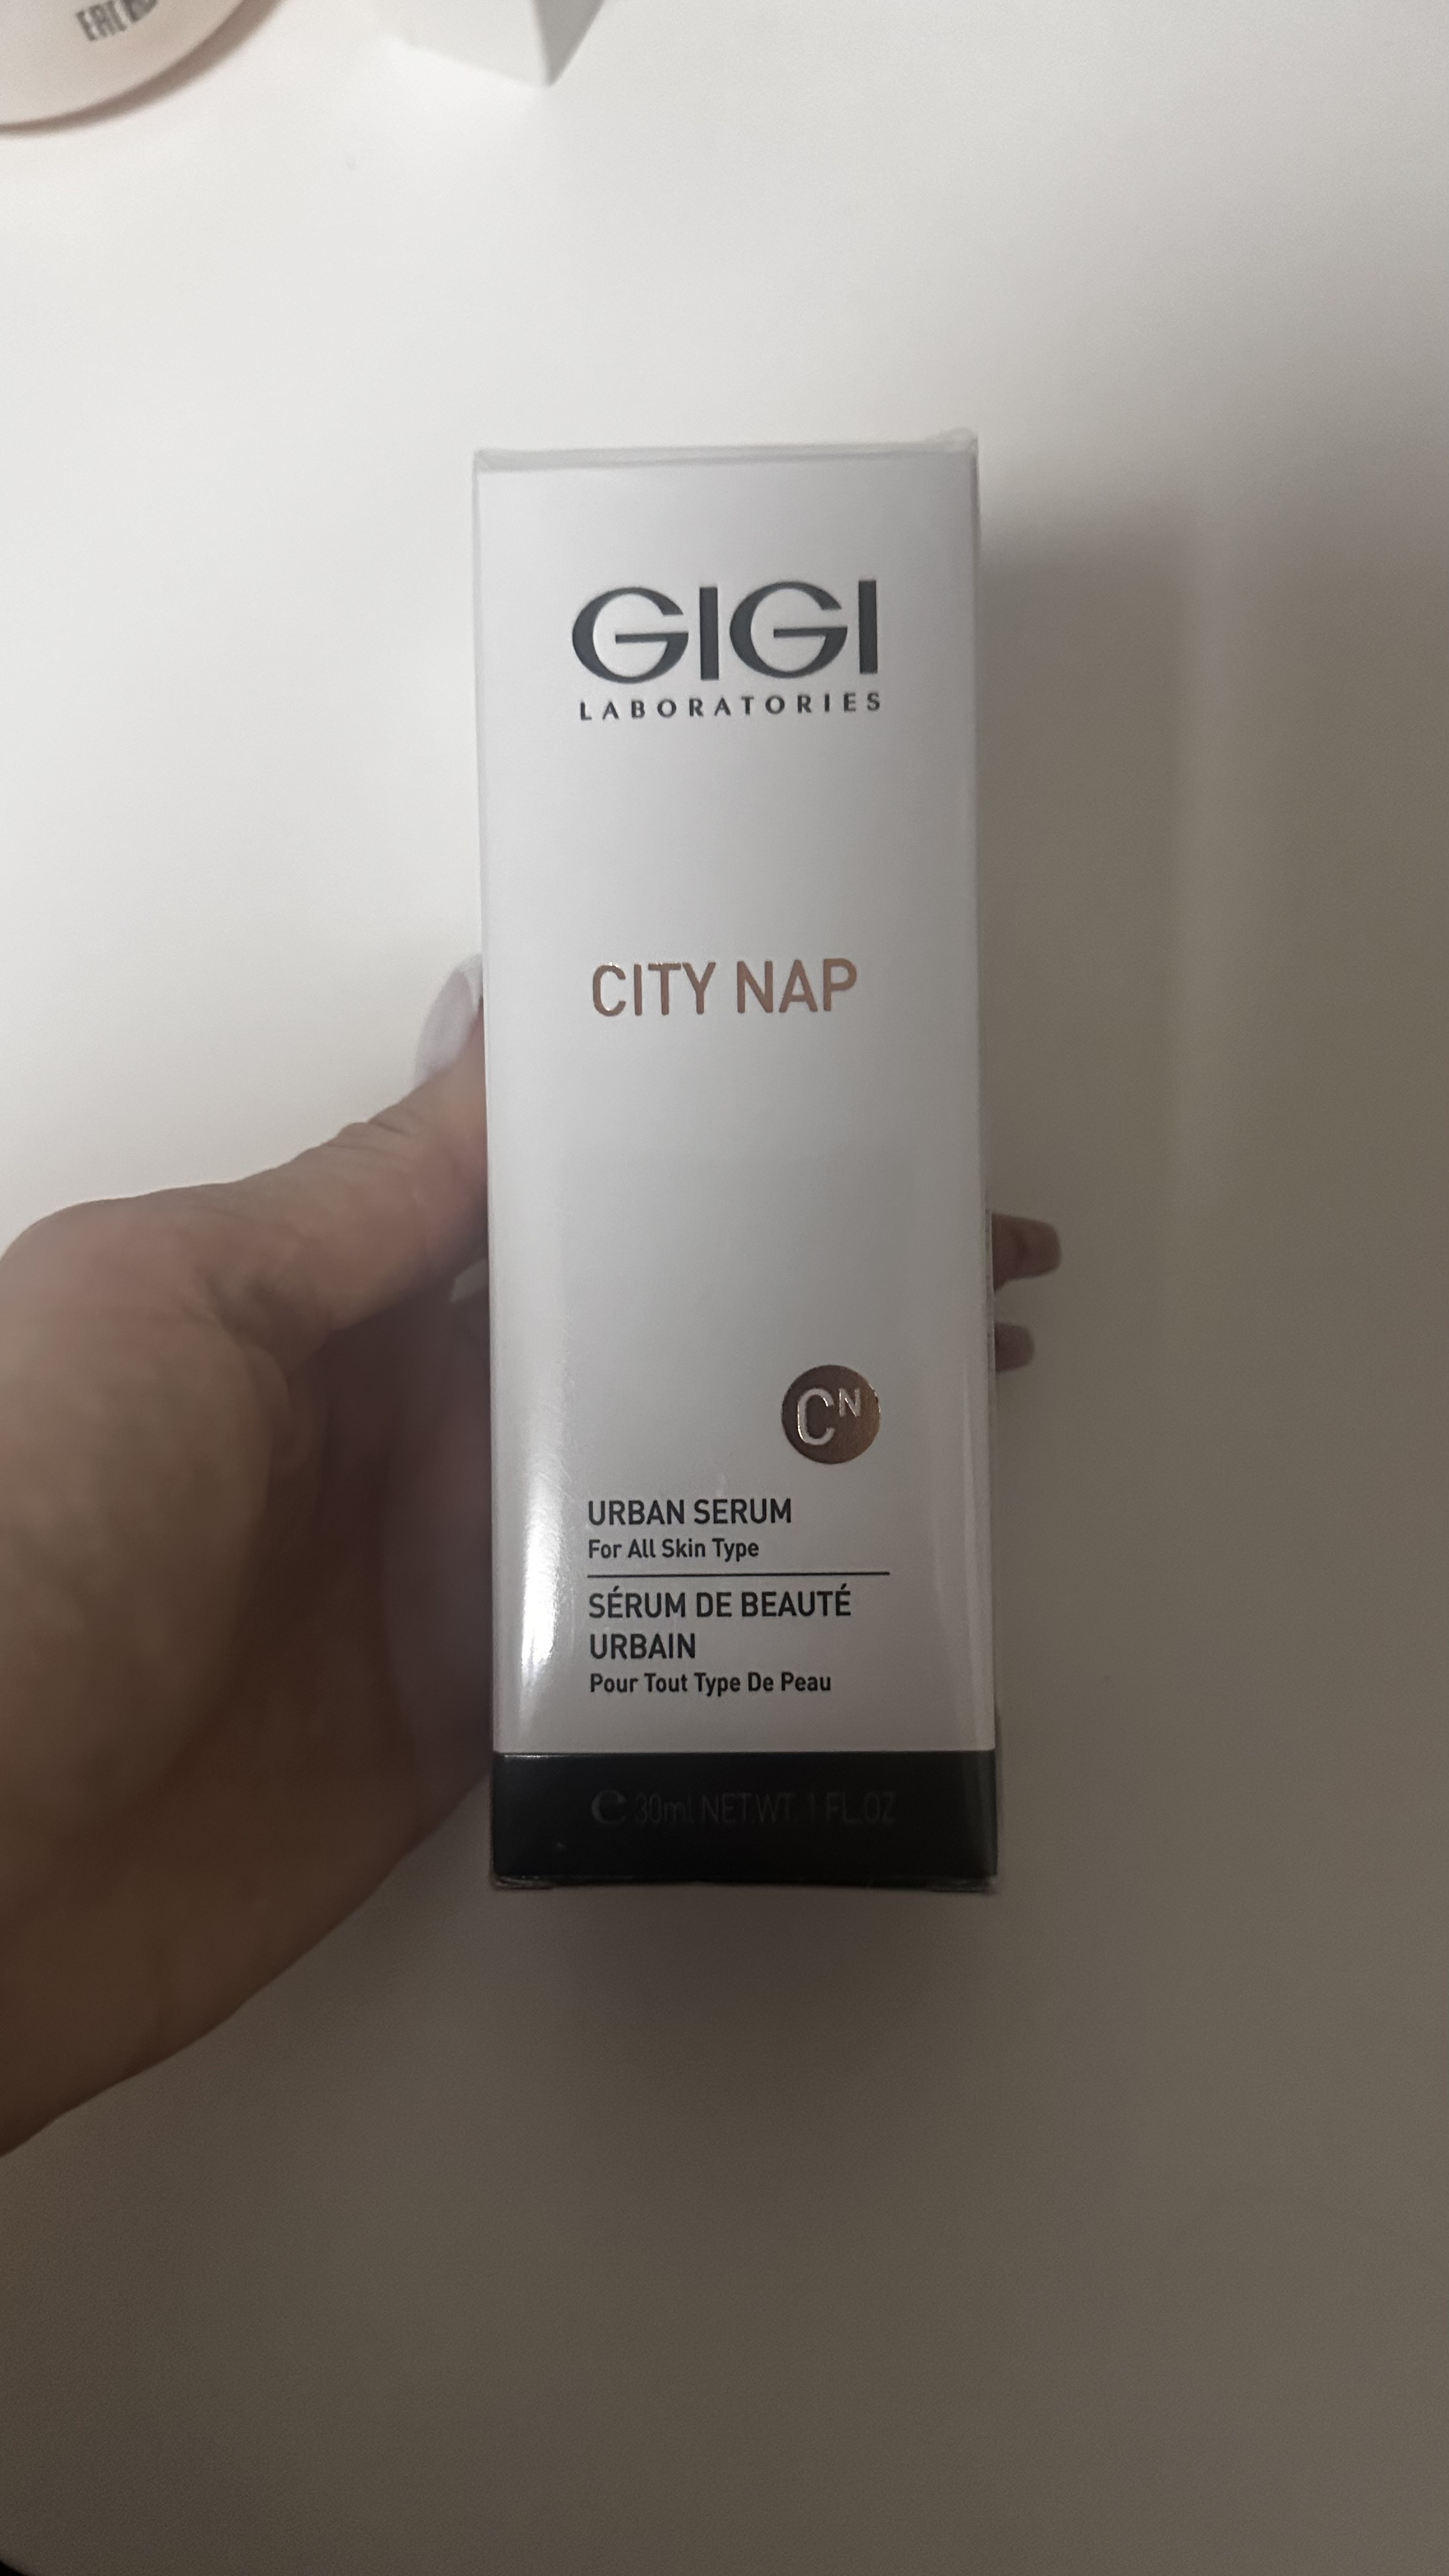 GIGI
LABORATORIES
CITY NAP
CN
URBAN SERUM
For All Skin Type
SÉRUM DE BEAUTÉ
URBAIN
Pour Tout Type De Peau
e 30ml NET.WT. 1 FL.OZ